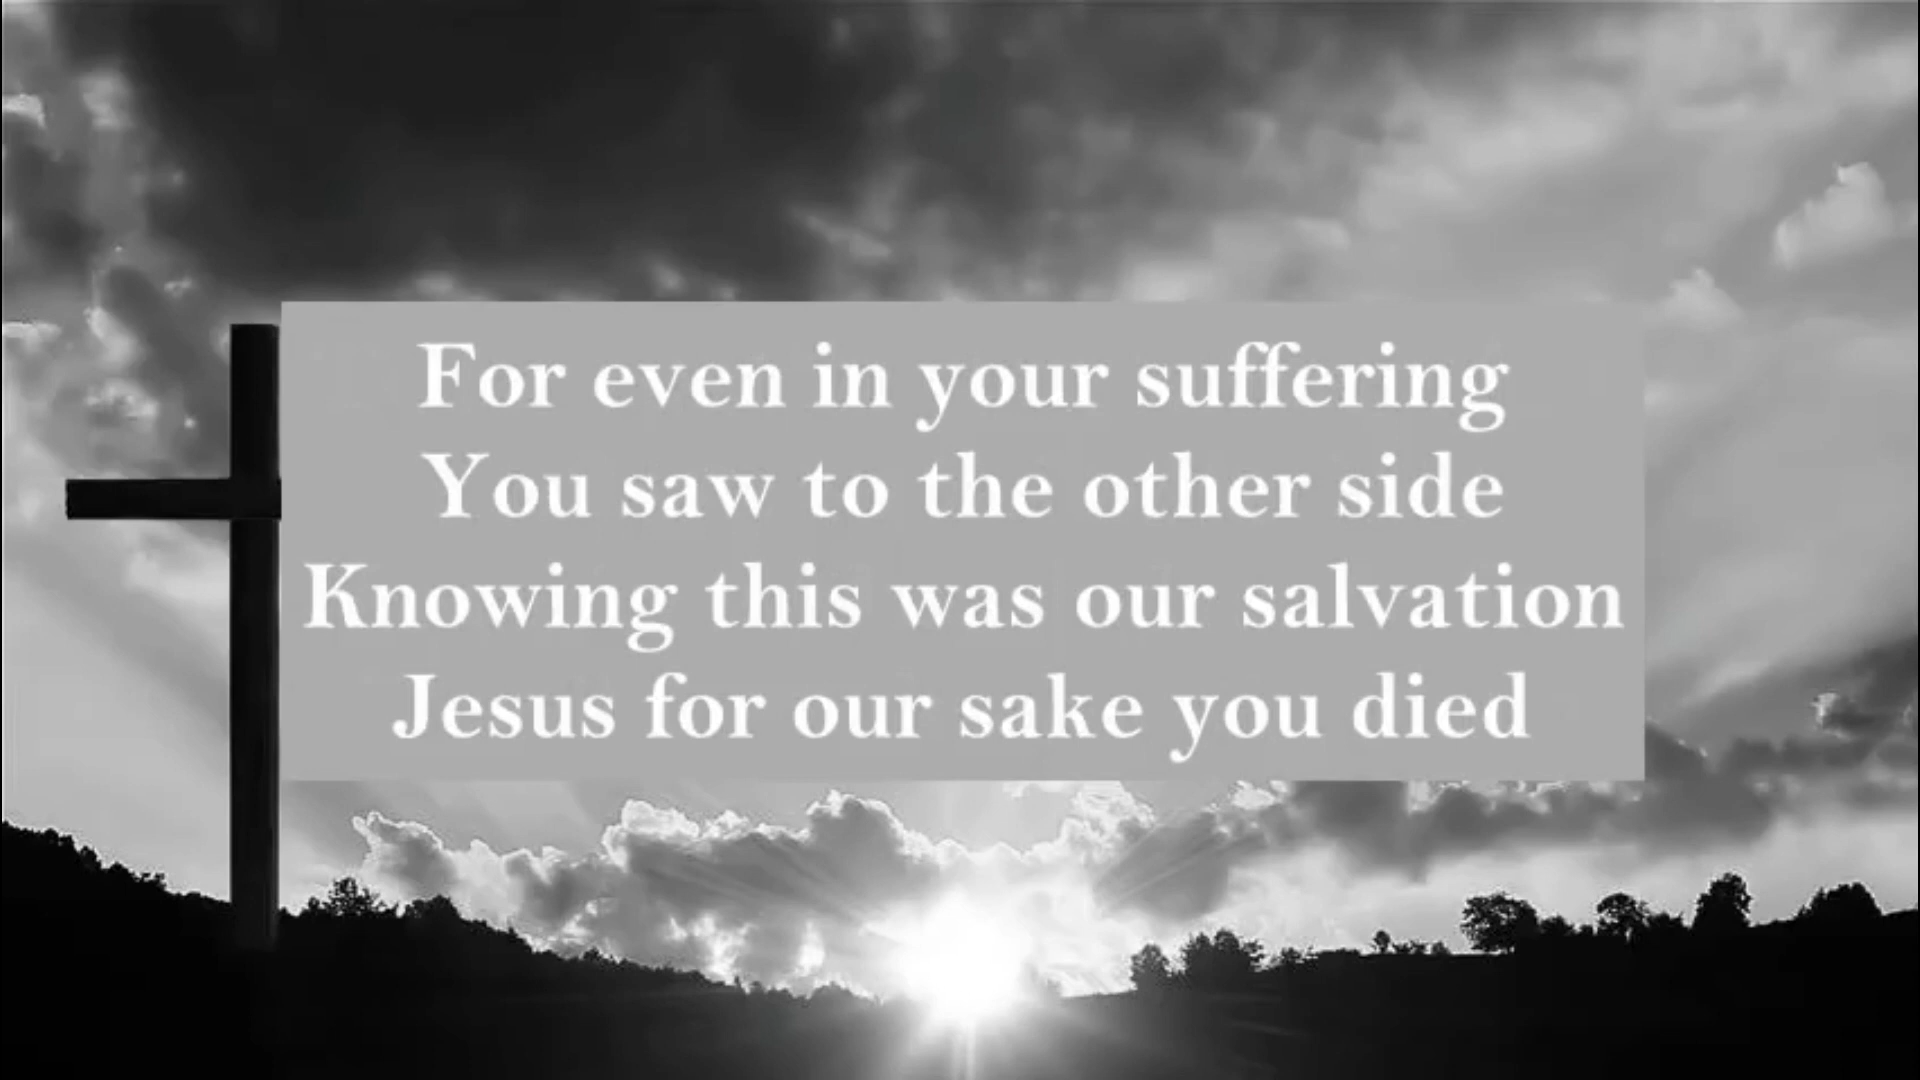 For even in your suffering
You saw to the other side
Knowing this was our salvation
Jesus for our sake you died